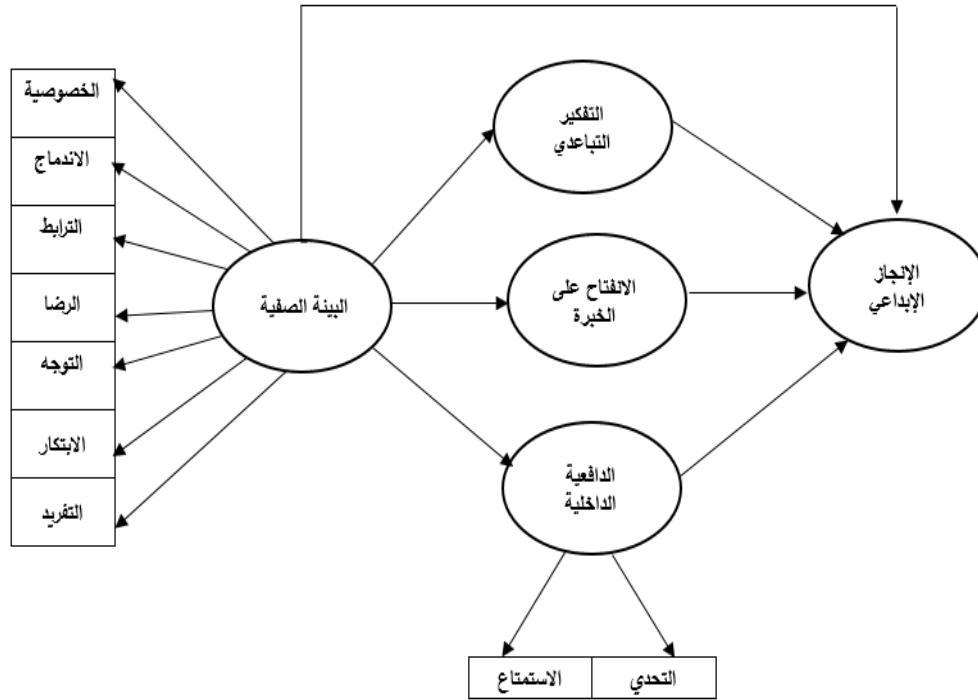 الخصوصية
الاندماج
الترابط
الرضا
التوجه
الابتكار
التفريد
البيئة الصفية
التفكير
التباعدي
الانفتاح على
الخبرة
الدافعية
الداخلية
الإنجاز
الإبداعي
التحدي
الاستمتاع